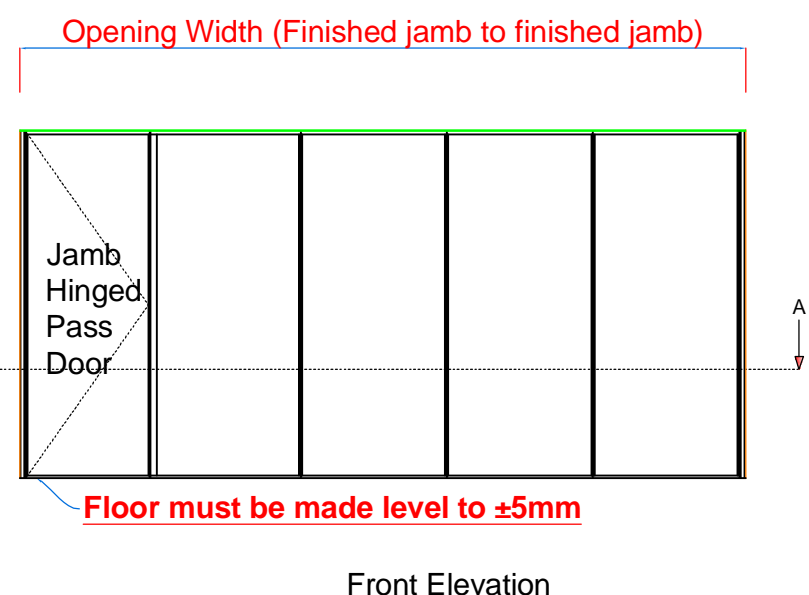 Opening Width (Finished jamb to finished jamb)
Jamb
Hinged
Pass
Door
A
Floor must be made level to ±5mm
Front Elevation